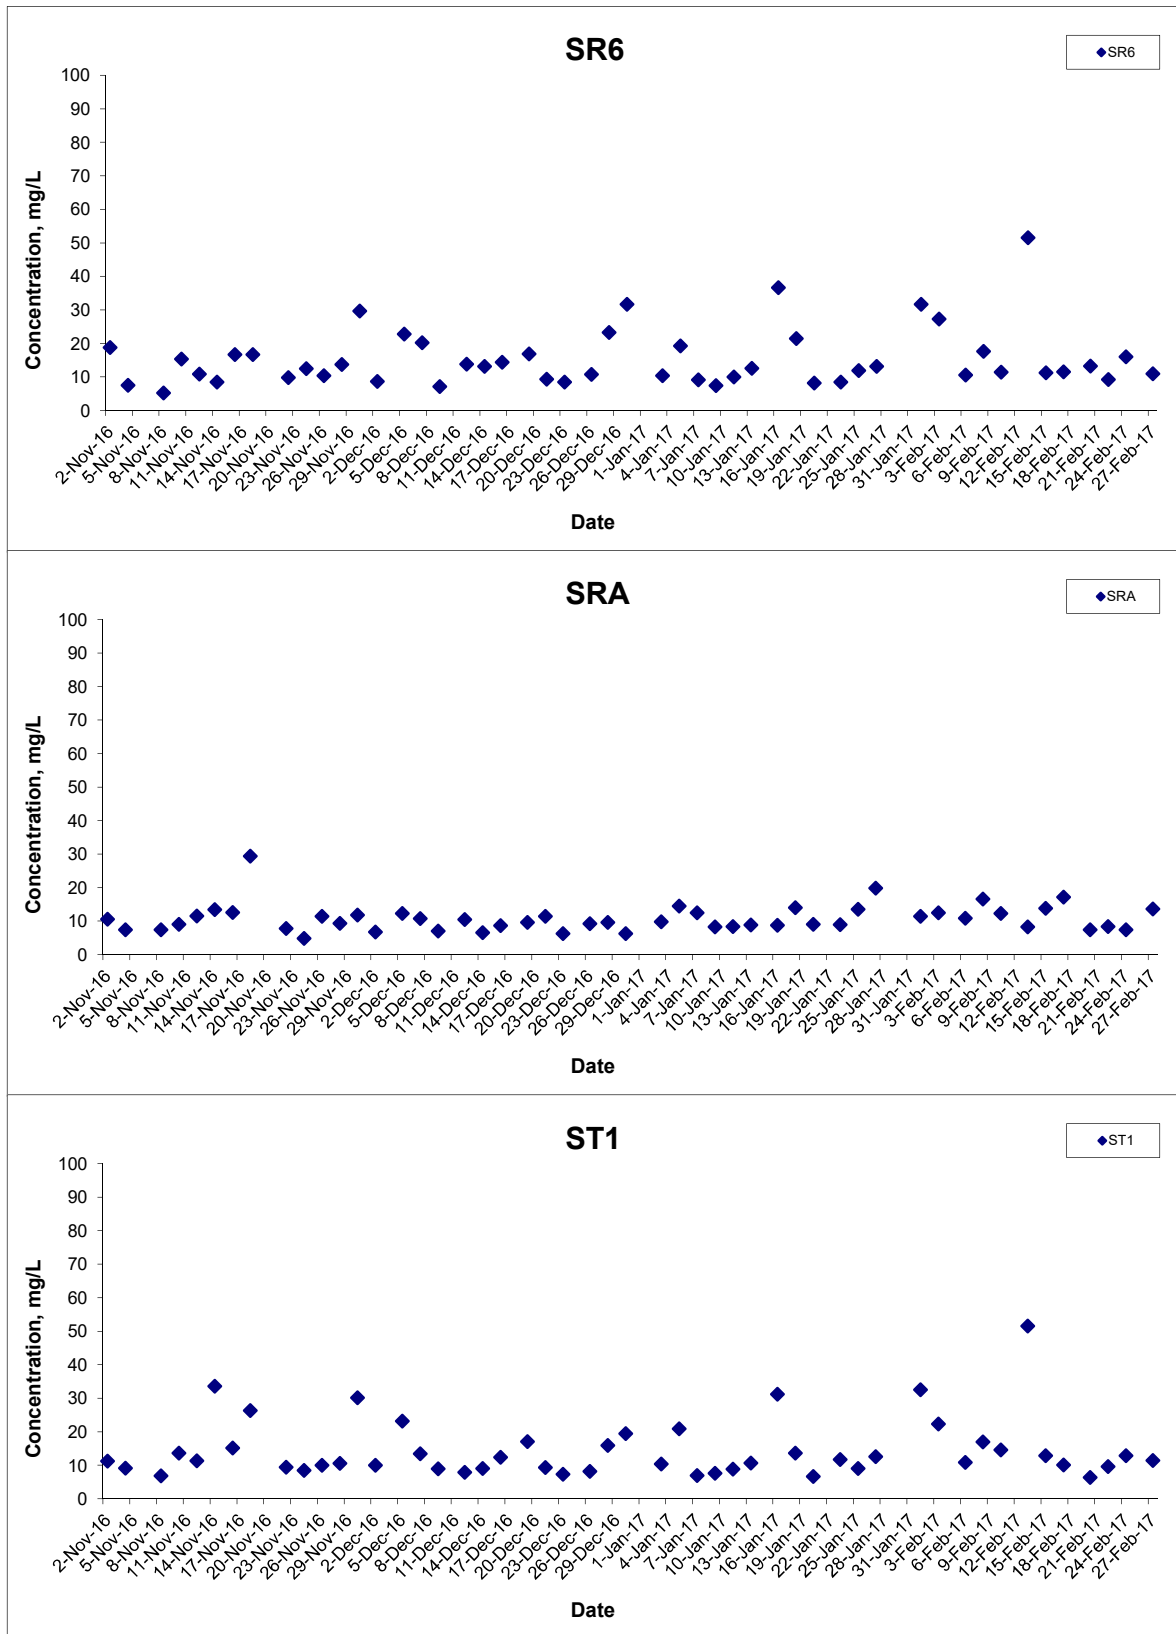 SR6
SR6
Concentration, mg/L
100
90
80
70
60
50
40
30
20
10
0
2-Nov-16
5-Nov-16
8-Nov-16
11-Nov-16
14-Nov-16
17-Nov-16
20-Nov-16
23-Nov-16
26-Nov-16
29-Nov-16
2-Dec-16
5-Dec-16
8-Dec-16
11-Dec-16
14-Dec-16
17-Dec-16
20-Dec-16
23-Dec-16
26-Dec-16
29-Dec-16
1-Jan-17
4-Jan-17
7-Jan-17
10-Jan-17
13-Jan-17
16-Jan-17
19-Jan-17
22-Jan-17
25-Jan-17
28-Jan-17
31-Jan-17
3-Feb-17
6-Feb-17
9-Feb-17
12-Feb-17
15-Feb-17
18-Feb-17
21-Feb-17
24-Feb-17
27-Feb-17
Date
SRA
SRA
Concentration, mg/L
100
90
80
70
60
50
40
30
20
10
0
2-Nov-16
5-Nov-16
8-Nov-16
11-Nov-16
14-Nov-16
17-Nov-16
20-Nov-16
23-Nov-16
26-Nov-16
29-Nov-16
2-Dec-16
5-Dec-16
8-Dec-16
11-Dec-16
14-Dec-16
17-Dec-16
20-Dec-16
23-Dec-16
26-Dec-16
29-Dec-16
1-Jan-17
4-Jan-17
7-Jan-17
10-Jan-17
13-Jan-17
16-Jan-17
19-Jan-17
22-Jan-17
25-Jan-17
28-Jan-17
31-Jan-17
3-Feb-17
6-Feb-17
9-Feb-17
12-Feb-17
15-Feb-17
18-Feb-17
21-Feb-17
24-Feb-17
27-Feb-17
Date
ST1
ST1
Concentration, mg/L
100
90
80
70
60
50
40
30
20
10
0
2-Nov-16
5-Nov-16
8-Nov-16
11-Nov-16
14-Nov-16
17-Nov-16
20-Nov-16
23-Nov-16
26-Nov-16
29-Nov-16
2-Dec-16
5-Dec-16
8-Dec-16
11-Dec-16
14-Dec-16
17-Dec-16
20-Dec-16
23-Dec-16
26-Dec-16
29-Dec-16
1-Jan-17
4-Jan-17
7-Jan-17
10-Jan-17
13-Jan-17
16-Jan-17
19-Jan-17
22-Jan-17
25-Jan-17
28-Jan-17
31-Jan-17
3-Feb-17
6-Feb-17
9-Feb-17
12-Feb-17
15-Feb-17
18-Feb-17
21-Feb-17
24-Feb-17
27-Feb-17
Date